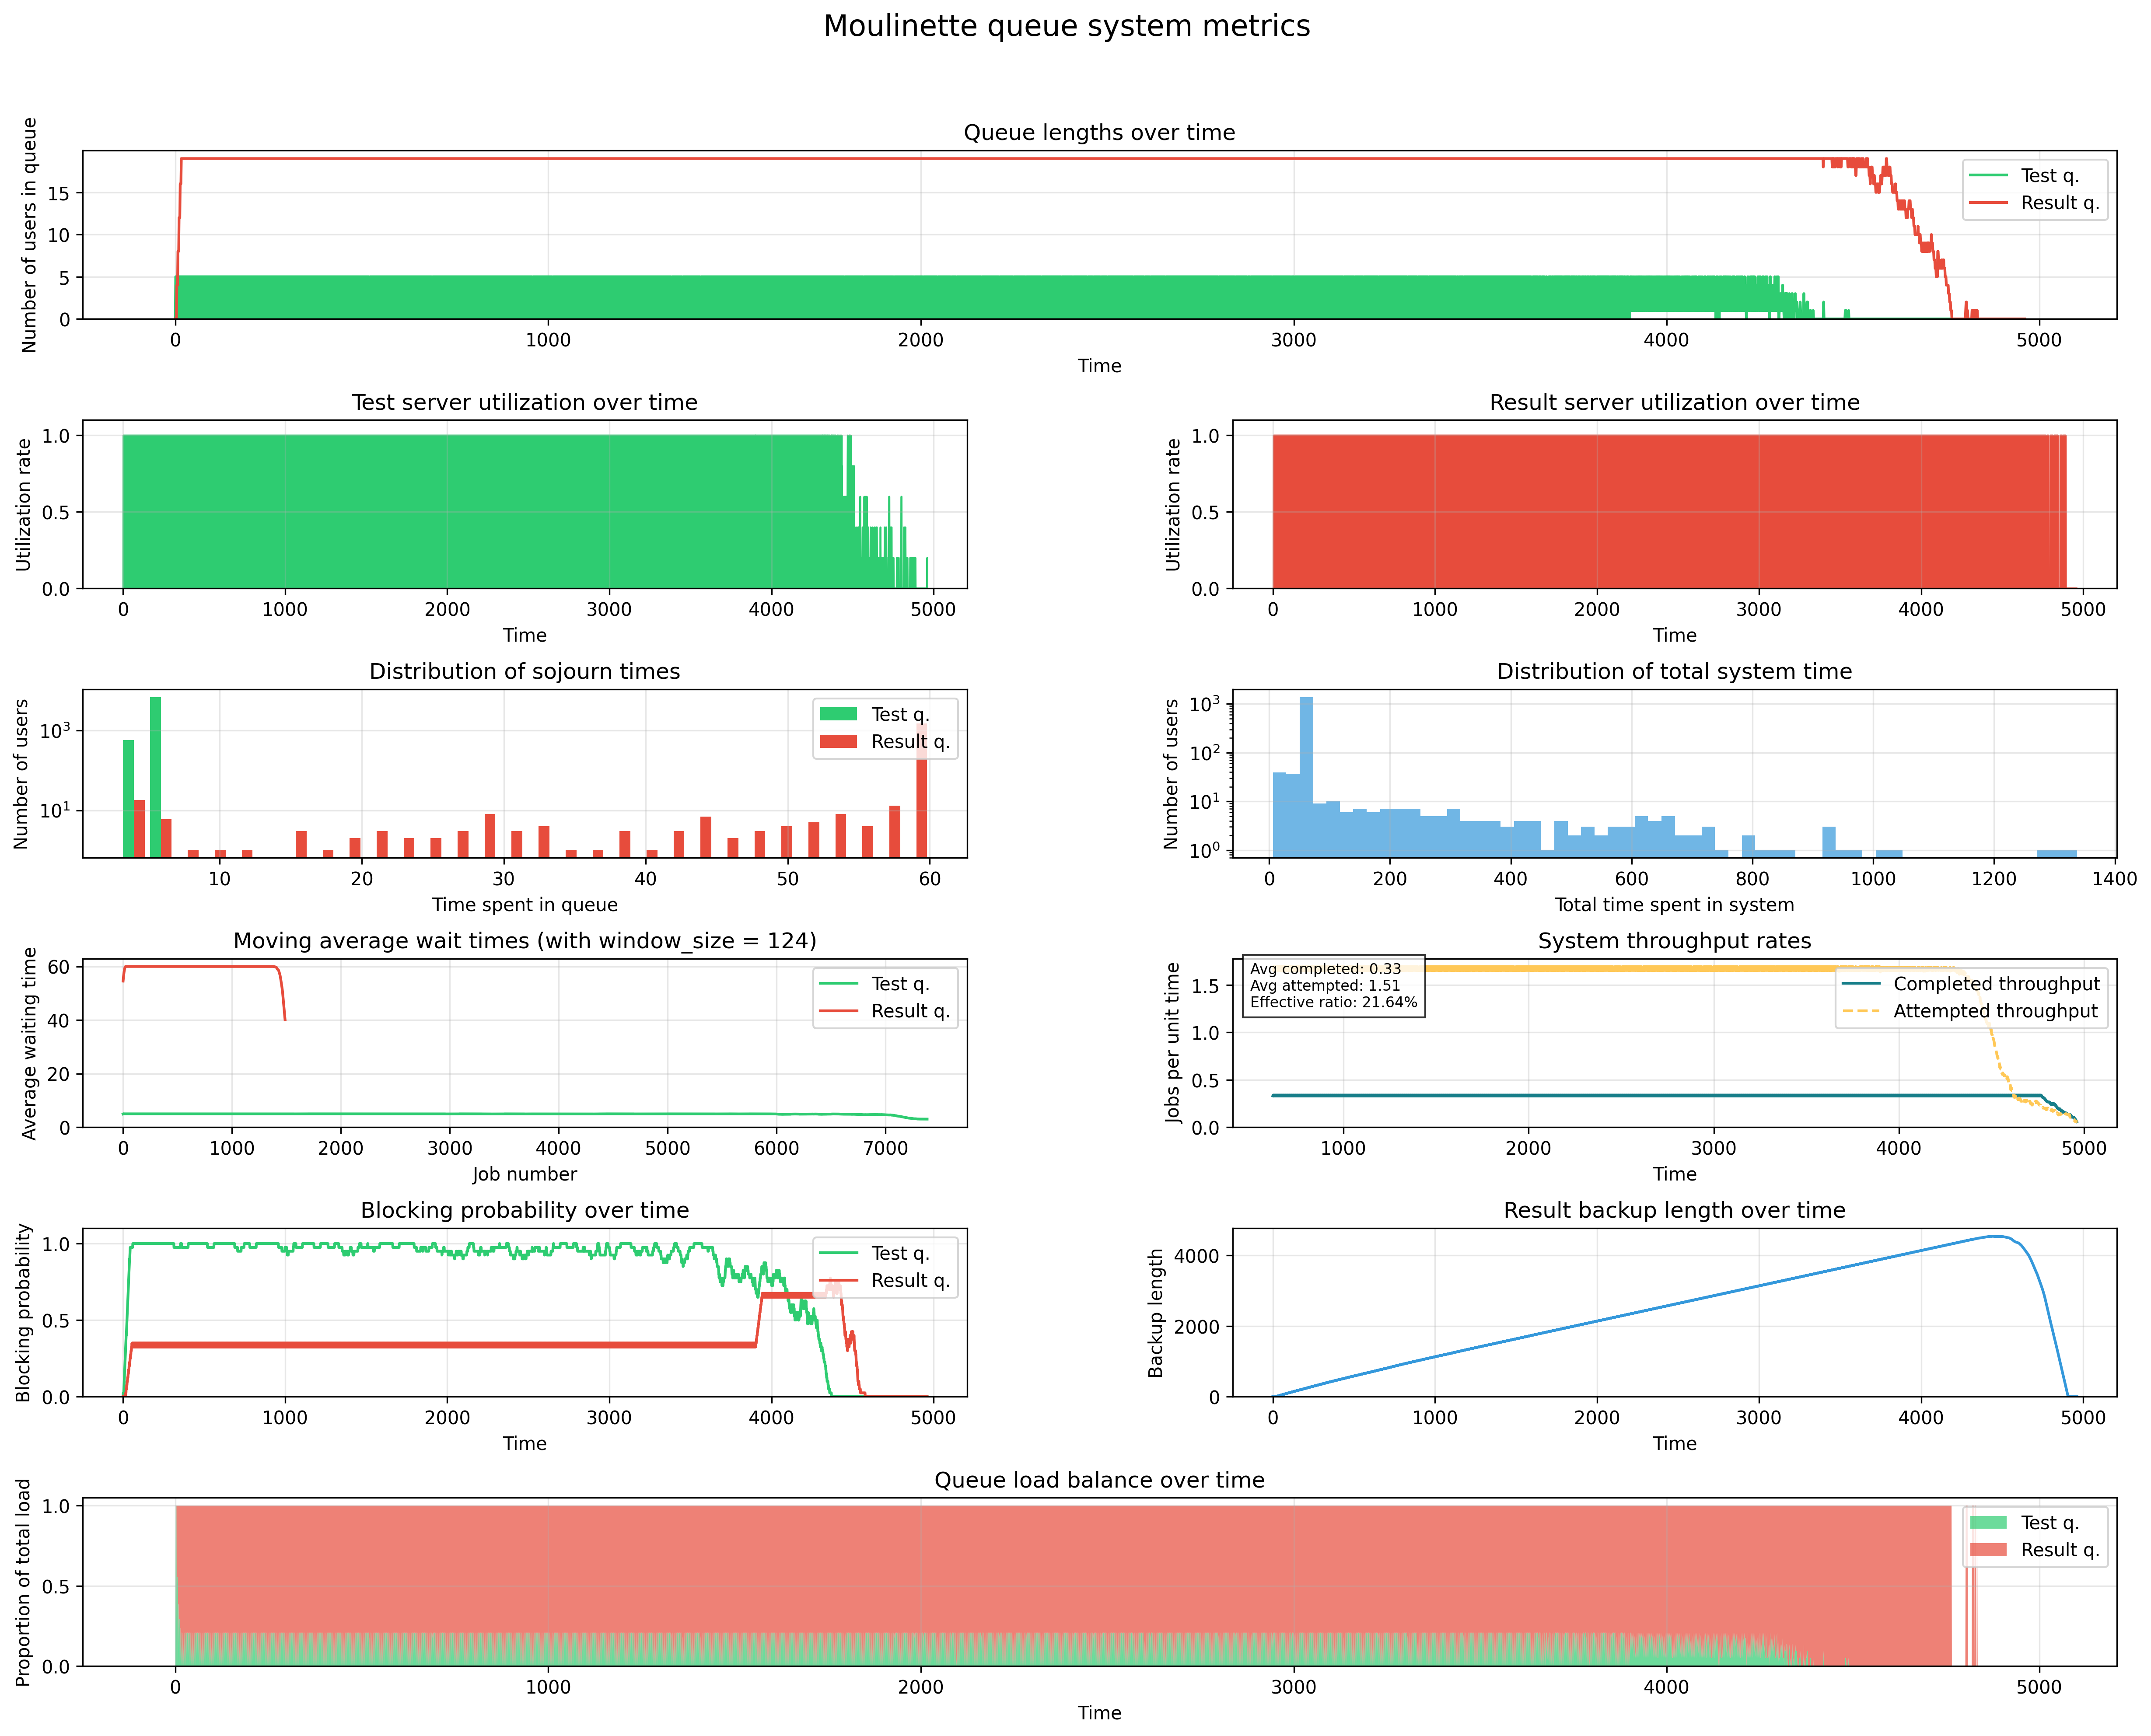 Moulinette queue system metrics
Queue lengths over time
Number of users in queue
15
10
5
0
Test q.
Result q.
0 1000 2000 3000 4000 5000
Time
Test server utilization over time
Utilization rate
1.0
0.5
0.0
0 1000 2000 3000 4000 5000
Time
Result server utilization over time
Utilization rate
1.0
0.5
0.0
0 1000 2000 3000 4000 5000
Time
Distribution of sojourn times
Number of users
10³
10¹
Test q.
Result q.
10 20 30 40 50 60
Time spent in queue
Distribution of total system time
Number of users
10³
10²
10¹
10⁰
0 200 400 600 800 1000 1200 1400
Total time spent in system
Moving average wait times (with window_size = 124)
Average waiting time
60
40
20
0
Test q.
Result q.
0 1000 2000 3000 4000 5000 6000 7000
Job number
System throughput rates
Jobs per unit time
1.5
1.0
0.5
0.0
Avg completed: 0.33
Avg attempted: 1.51
Effective ratio: 21.64%
Completed throughput
Attempted throughput
1000 2000 3000 4000 5000
Time
Blocking probability over time
Blocking probability
1.0
0.5
0.0
Test q.
Result q.
0 1000 2000 3000 4000 5000
Time
Result backup length over time
Backup length
4000
2000
0
0 1000 2000 3000 4000 5000
Time
Queue load balance over time
Proportion of total load
1.0
0.5
0.0
Test q.
Result q.
0 1000 2000 3000 4000 5000
Time